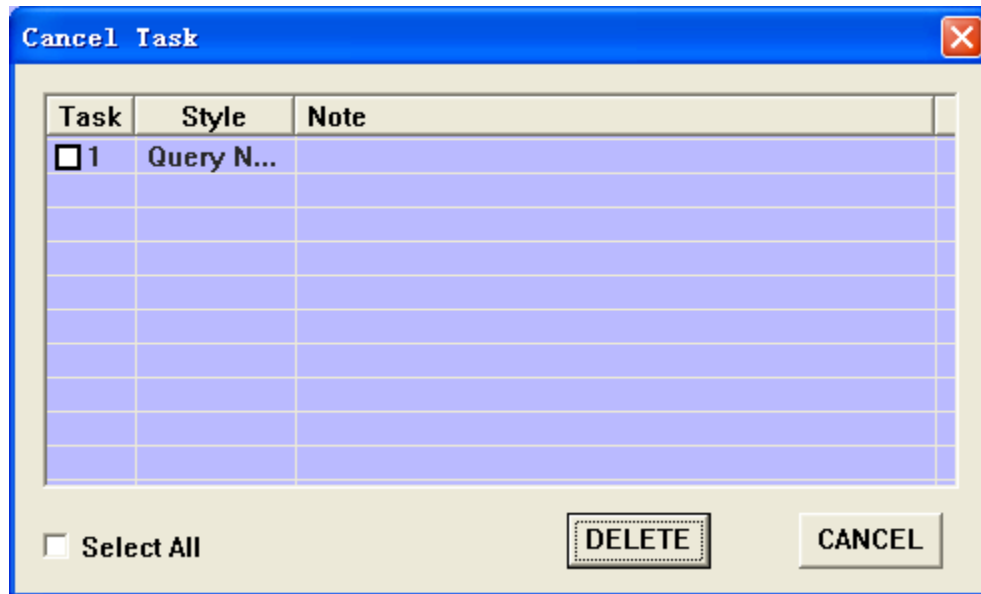 Cancel Task
Task Style Note
1 Query N...
Select All DELETE CANCEL